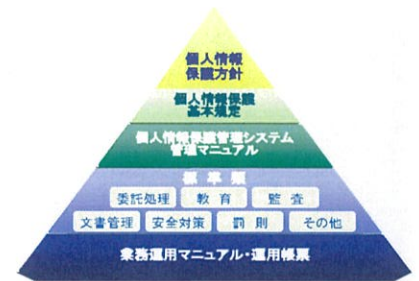 個人情報
保護方針
個人情報保護
基本規定
個人情報保護管理システム
管理マニュアル
標準類
委託処理 教育 監査
文書管理 安全対策 罰則 その他
業務運用マニュアル・運用帳票